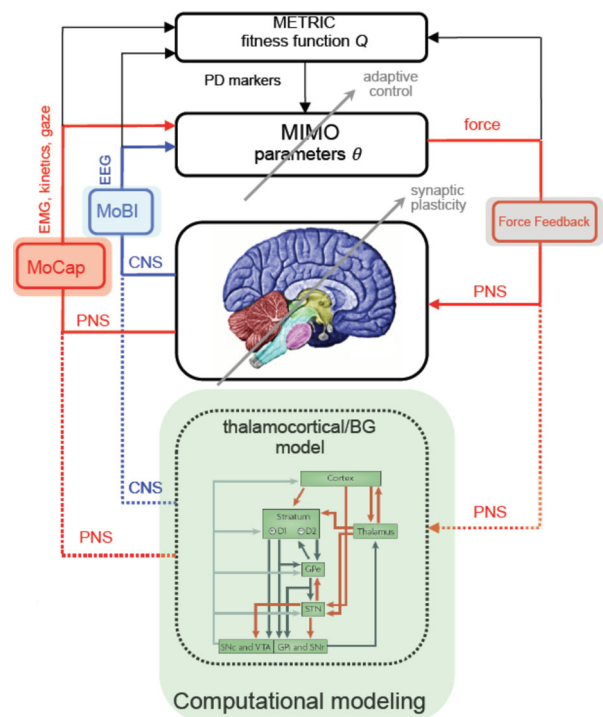 METRIC
fitness function Q
PD markers
adaptive
control
MIMO
parameters θ
force
EMG, kinetics, gaze
EEG
MoBI
synaptic
plasticity
Force Feedback
MoCap
CNS
PNS
PNS
thalamocortical/BG
model
Cortex
CNS
Striatum
D1
D2
Thalamus
PNS
PNS
GPe
STN
SNc and VTA
GPi and SNr
Computational modeling